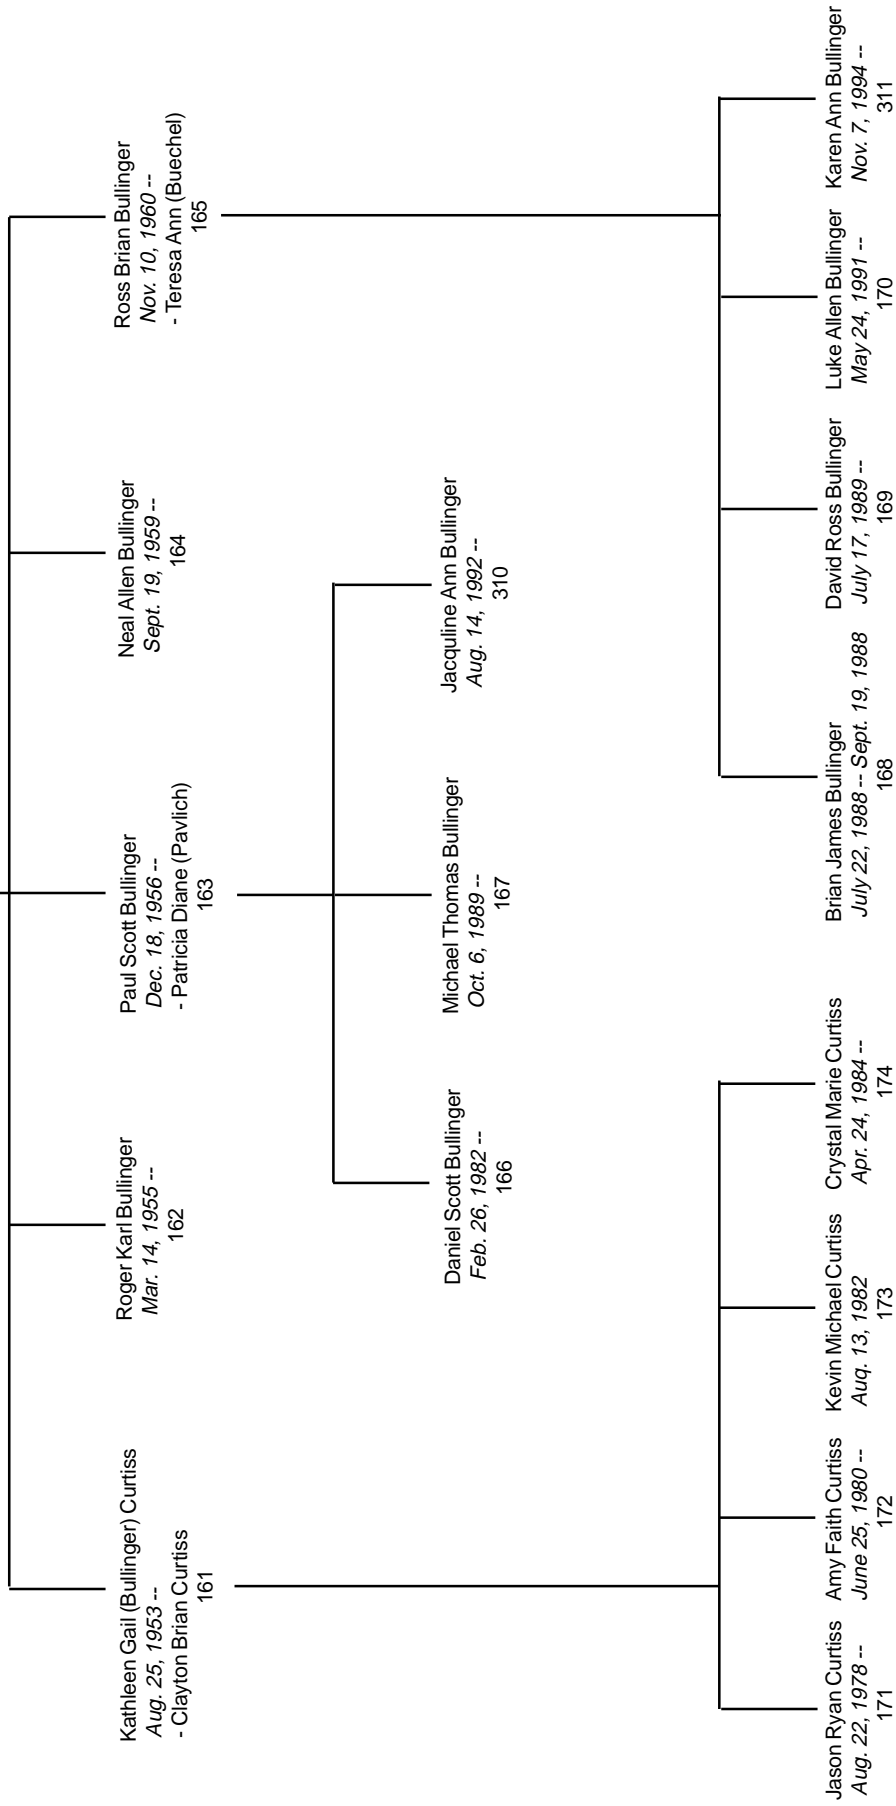 Kathleen Gail (Bullinger) Curtiss
Aug. 25, 1953 --
- Clayton Brian Curtiss
161
Roger Karl Bullinger
Mar. 14, 1955 --
162
Paul Scott Bullinger
Dec. 18, 1956 --
- Patricia Diane (Pavlich)
163
Neal Allen Bullinger
Sept. 19, 1959 --
164
Ross Brian Bullinger
Nov. 10, 1960 --
- Teresa Ann (Buechel)
165
Daniel Scott Bullinger
Feb. 26, 1982 --
166
Michael Thomas Bullinger
Oct. 6, 1989 --
167
Jacquline Ann Bullinger
Aug. 14, 1992 --
310
Jason Ryan Curtiss
Aug. 22, 1978 --
171
Amy Faith Curtiss
June 25, 1980 --
172
Kevin Michael Curtiss
Auq. 13, 1982
173
Crystal Marie Curtiss
Apr. 24, 1984 --
174
Brian James Bullinger
July 22, 1988 -- Sept. 19, 1988
168
David Ross Bullinger
July 17, 1989 --
169
Luke Allen Bullinger
May 24, 1991 --
170
Karen Ann Bullinger
Nov. 7, 1994 --
311